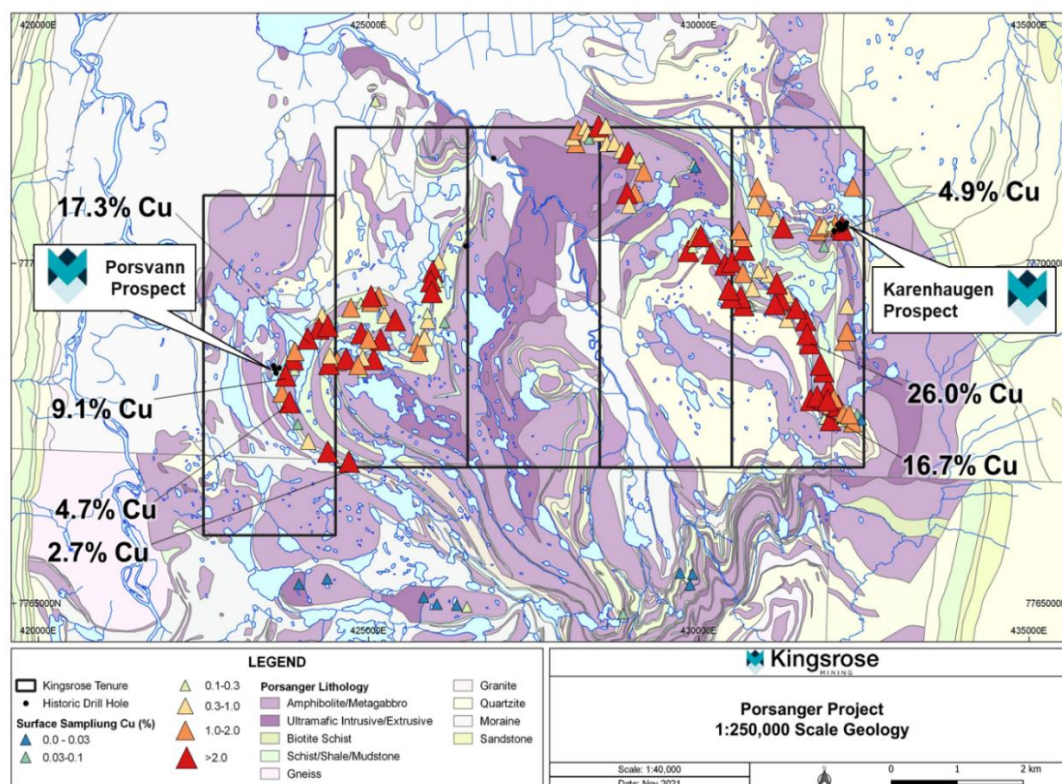 420000E
425000E
430000E
435000E
17.3% Cu
4.9% Cu
Porsvann
Prospect
Karenhaugen
Prospect
9.1% Cu
26.0% Cu
16.7% Cu
4.7% Cu
2.7% Cu
7765000N
7765000N
420000E
425000E
430000E
435000E
LEGEND
Kingsrose Tenure
Historic Drill Hole
Surface Sampliung Cu (%)
0.0 - 0.03
0.03-0.1
0.1-0.3
0.3-1.0
1.0-2.0
>2.0
Porsanger Lithology
Amphibolite/Metagabbro
Ultramafic Intrusive/Extrusive
Biotite Schist
Schist/Shale/Mudstone
Gneiss
Granite
Quartzite
Moraine
Sandstone
Kingsrose
MINING
Porsanger Project
1:250,000 Scale Geology
Scale: 1:40,000
Date: Nov 2021
0 1 2 km